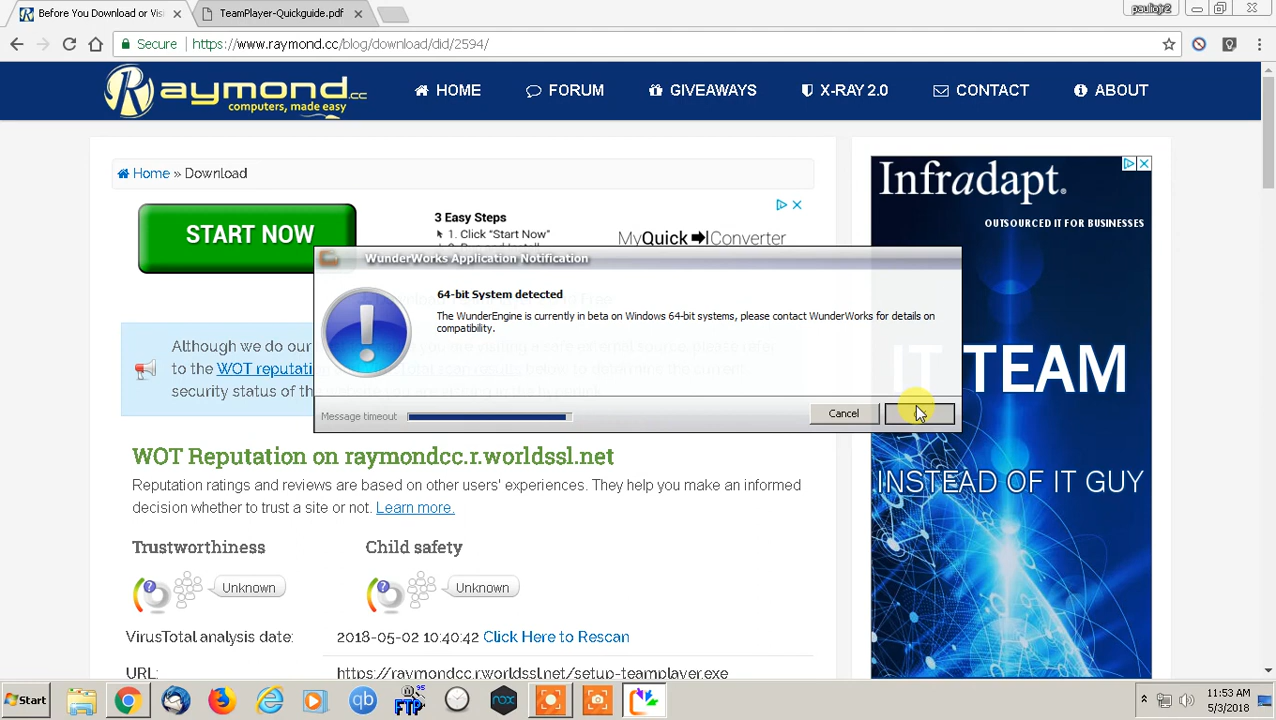 Before You Download or Vis
TeamPlayer-Quickguide.pdf
paulloyr2
Secure
https://www.raymond.cc/blog/download/did/2594/
Raymond.cc
computers, made easy
HOME
FORUM
GIVEAWAYS
X-RAY 2.0
CONTACT
ABOUT
Home » Download
START NOW
3 Easy Steps
1. Click "Start Now"
MyQuick Converter
Infradapt.
OUTSOURCED IT FOR BUSINESSES
IT TEAM
INSTEAD OF IT GUY
WunderWorks Application Notification
64-bit System detected
The WunderEngine is currently in beta on Windows 64-bit systems, please contact WunderWorks for details on
compatibility.
Message timeout
Cancel
Although we do our
to the WOT reputati
security status of th
WOT Reputation on raymondcc.r.worldssl.net
Reputation ratings and reviews are based on other users' experiences. They help you make an informed
decision whether to trust a site or not. Learn more.
Trustworthiness
Child safety
Unknown
Unknown
VirusTotal analysis date:
2018-05-02 10:40:42 Click Here to Rescan
URL:
https://raymondcc.r.worldssl.net/setup-teamplayer.exe
Start
qb
FTP
nox
11:53 AM
5/3/2018